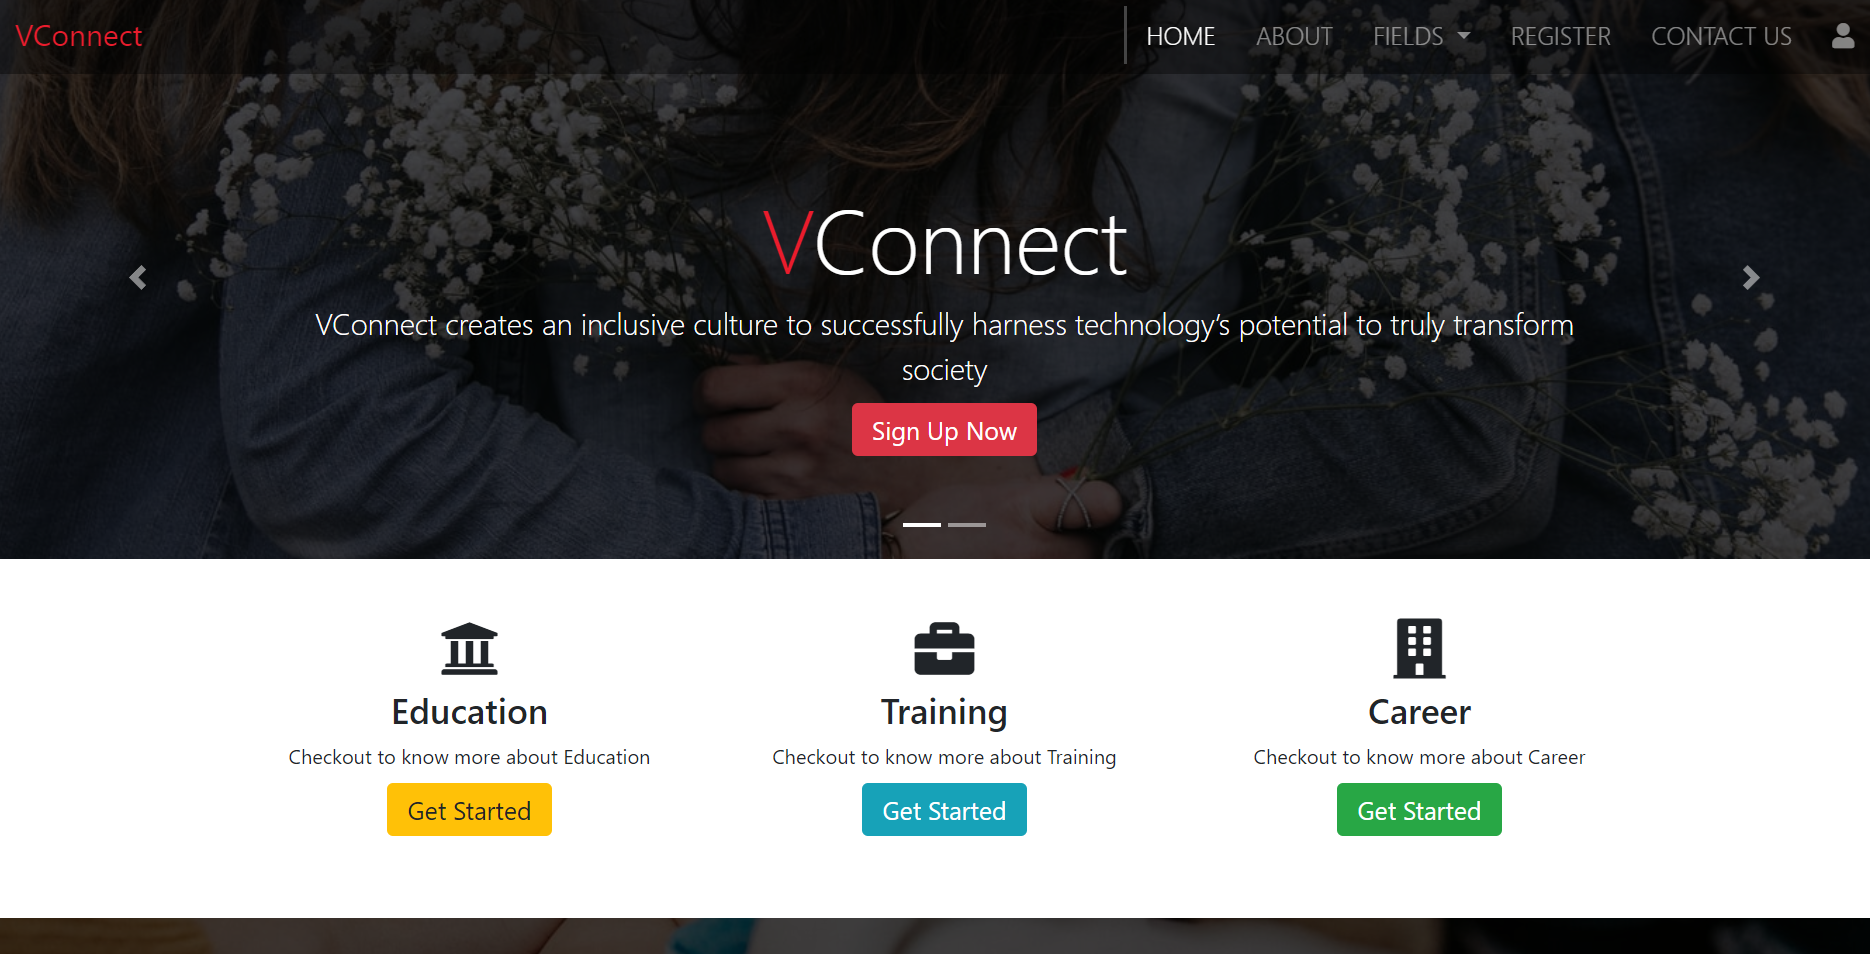 VConnect
HOME
ABOUT
FIELDS
REGISTER
CONTACT US
VConnect
VConnect creates an inclusive culture to successfully harness technology’s potential to truly transform
society
Sign Up Now
Education
Checkout to know more about Education
Get Started
Training
Checkout to know more about Training
Get Started
Career
Checkout to know more about Career
Get Started